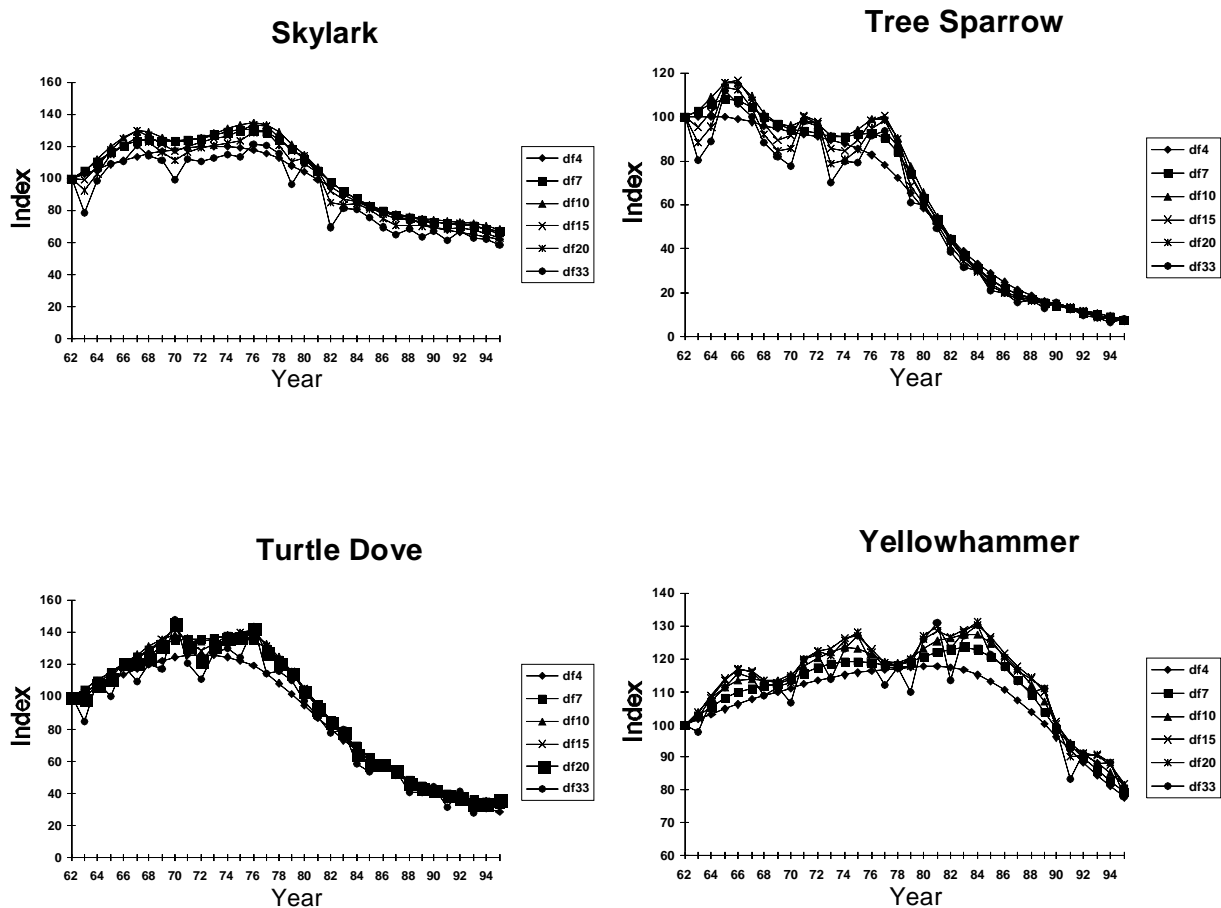 Skylark
160
140
120
100
80
60
40
20
0
Index
62 64 66 68 70 72 74 76 78 80 82 84 86 88 90 92 94
Year
df4
df7
df10
df15
df20
df33
Tree Sparrow
120
100
80
60
40
20
0
Index
62 64 66 68 70 72 74 76 78 80 82 84 86 88 90 92 94
Year
df4
df7
df10
df15
df20
df33
Turtle Dove
160
140
120
100
80
60
40
20
0
Index
62 64 66 68 70 72 74 76 78 80 82 84 86 88 90 92 94
Year
df4
df7
df10
df15
df20
df33
Yellowhammer
140
130
120
110
100
90
80
70
60
Index
62 64 66 68 70 72 74 76 78 80 82 84 86 88 90 92 94
Year
df4
df7
df10
df15
df20
df33